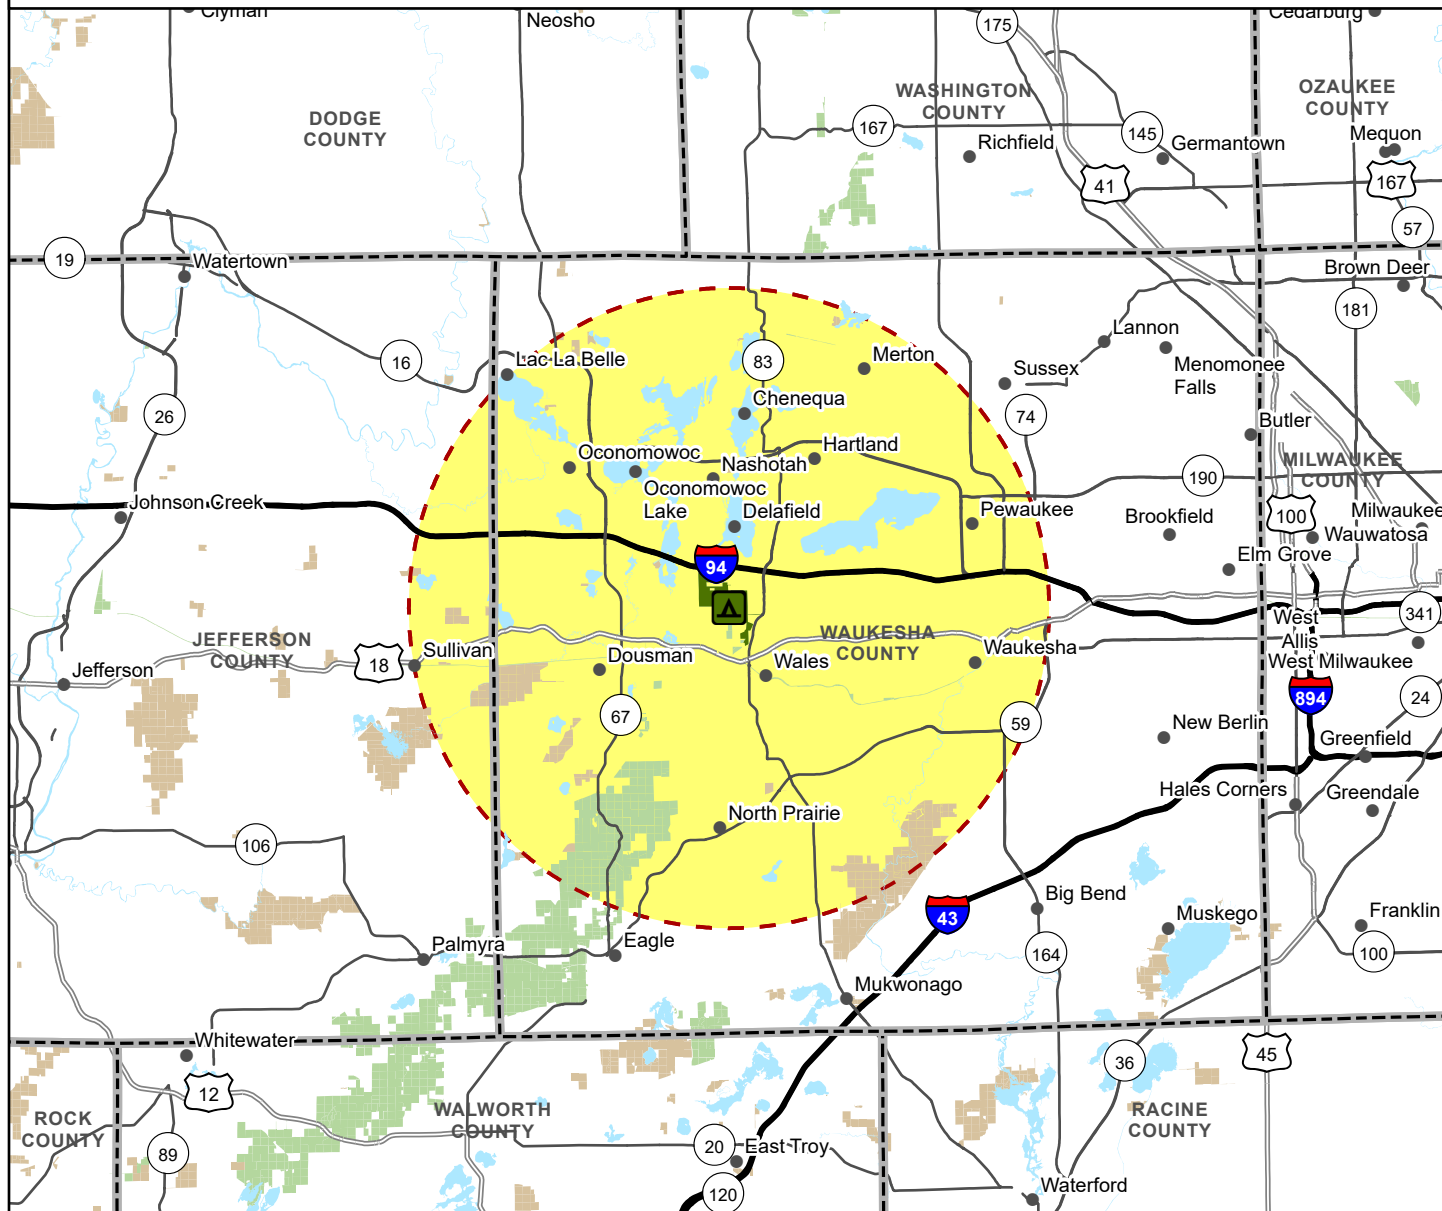 Clyman
Neosho
175
Cedarburg
DODGE
COUNTY
WASHINGTON
COUNTY
OZAUKEE
COUNTY
167
145
Richfield
Germantown
Mequon
41
167
57
19
Watertown
Brown Deer
181
16
Lac La Belle
83
Merton
Lannon
Sussex
Menomonee
Falls
26
Chenequa
74
Butler
Oconomowoc
Hartland
Nashotah
MILWAUKEE
COUNTY
190
Oconomowoc
Lake
Delafield
Johnson Creek
Pewaukee
Brookfield
100
Milwaukee
Wauwatosa
Elm Grove
94
JEFFERSON
COUNTY
WAUKESHA
COUNTY
West
Allis
341
Jefferson
18
Sullivan
Dousman
Wales
Waukesha
West Milwaukee
894
24
67
59
New Berlin
Greenfield
Hales Corners
Greendale
North Prairie
106
Big Bend
43
Muskego
Franklin
Palmyra
Eagle
164
100
Mukwonago
Whitewater
12
36
45
ROCK
COUNTY
WALWORTH
COUNTY
RACINE
COUNTY
89
20
East Troy
120
Waterford